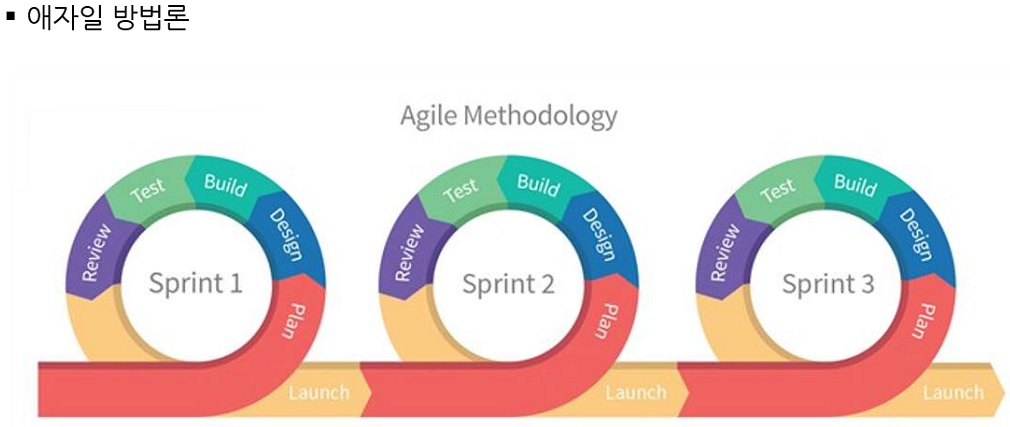 ▪ 애자일 방법론
Agile Methodology
Sprint 1
Plan
Design
Build
Test
Review
Launch
Sprint 2
Plan
Design
Build
Test
Review
Launch
Sprint 3
Plan
Design
Build
Test
Review
Launch